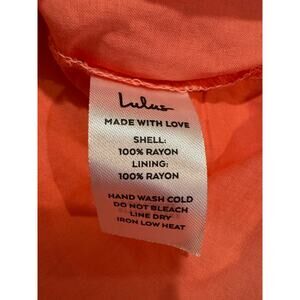 Lulus
MADE WITH LOVE
SHELL:
100% RAYON
LINING:
100% RAYON
HAND WASH COLD
DO NOT BLEACH
LINE DRY
IRON LOW HEAT